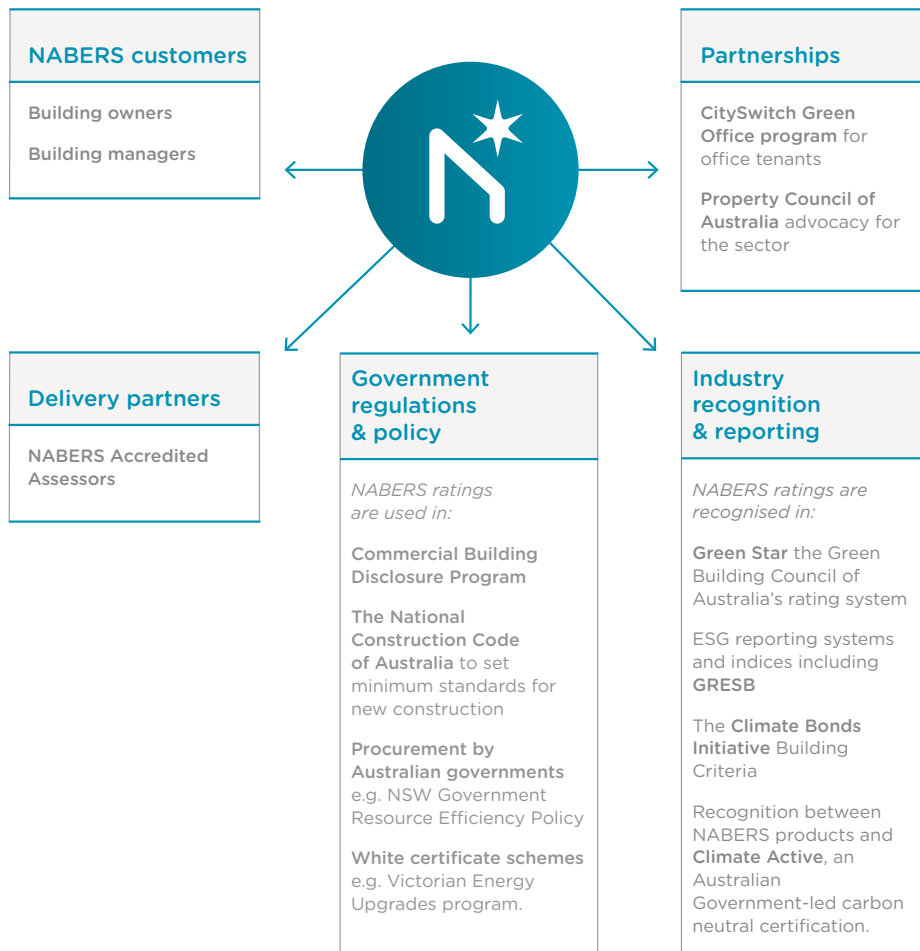 NABERS customers
Building owners
Building managers
Partnerships
CitySwitch Green
Office program for
office tenants
Property Council of
Australia advocacy for
the sector
Delivery partners
NABERS Accredited
Assessors
Government
regulations
& policy
NABERS ratings
are used in:
Commercial Building
Disclosure Program
The National
Construction Code
of Australia to set
minimum standards for
new construction
Procurement by
Australian governments
e.g. NSW Government
Resource Efficiency Policy
White certificate schemes
e.g. Victorian Energy
Upgrades program.
Industry
recognition
& reporting
NABERS ratings are
recognised in:
Green Star the Green
Building Council of
Australia’s rating system
ESG reporting systems
and indices including
GRESB
The Climate Bonds
Initiative Building
Criteria
Recognition between
NABERS products and
Climate Active, an
Australian
Government-led carbon
neutral certification.